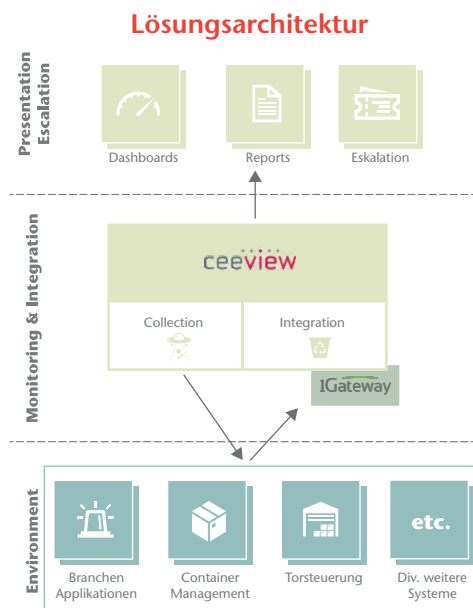 Lösungsarchitektur
Presentation
Escalation
Dashboards
Reports
Eskalation
Monitoring & Integration
ceeview
Collection
Integration
IGateway
Environment
etc.
Branchen
Applikationen
Container
Management
Torsteuerung
Div. weitere
Systeme